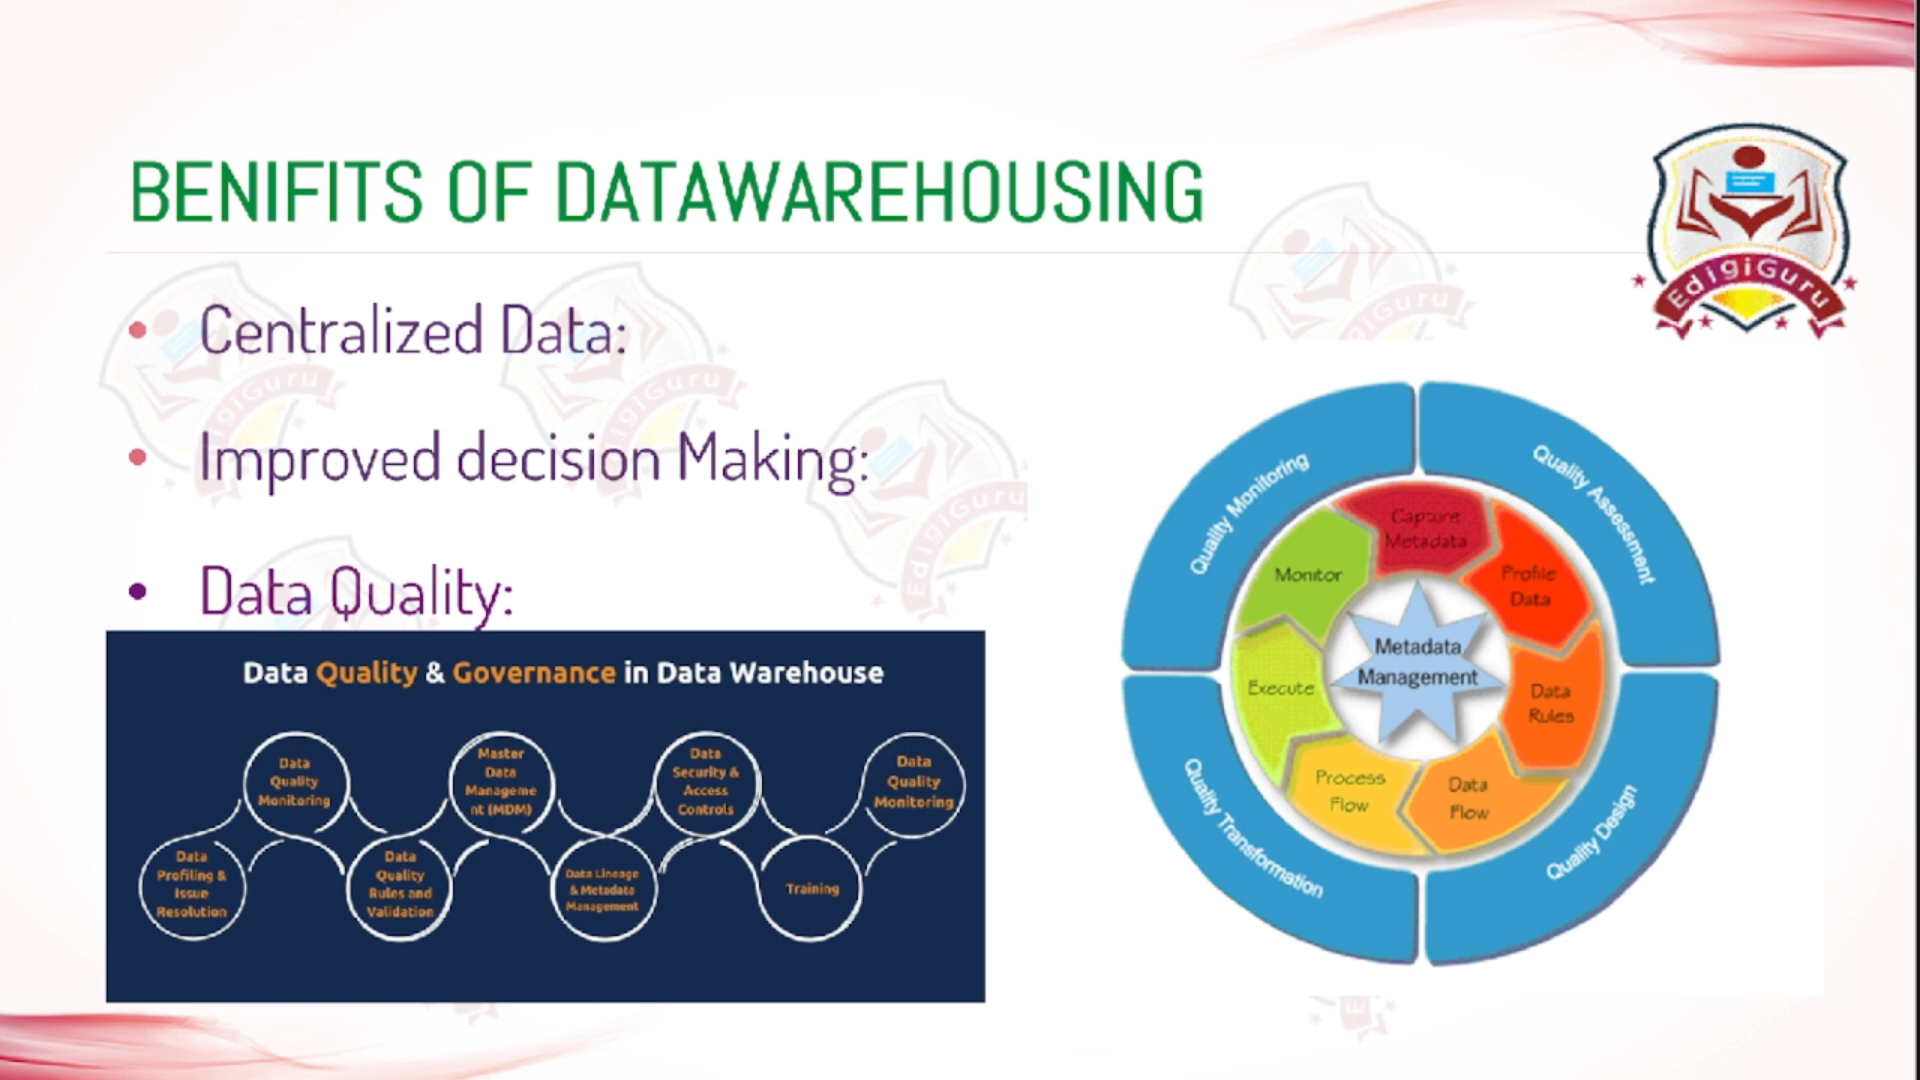 BENIFITS OF DATAWAREHOUSING
EdigiGuru
• Centralized Data:
• Improved decision Making:
• Data Quality:
Data Quality & Governance in Data Warehouse
Data
Quality
Monitoring
Master
Data
Manageme
nt (MDM)
Data
Security &
Access
Controls
Data
Quality
Monitoring
Data
Profiling &
Issue
Resolution
Data
Quality
Rules and
Validation
Data Lineage
& Metadata
Management
Training
Quality Monitoring
Quality Assessment
Quality Design
Quality Transformation
Capture
Metadata
Profile
Data
Data
Rules
Data
Flow
Process
Flow
Execute
Monitor
Metadata
Management